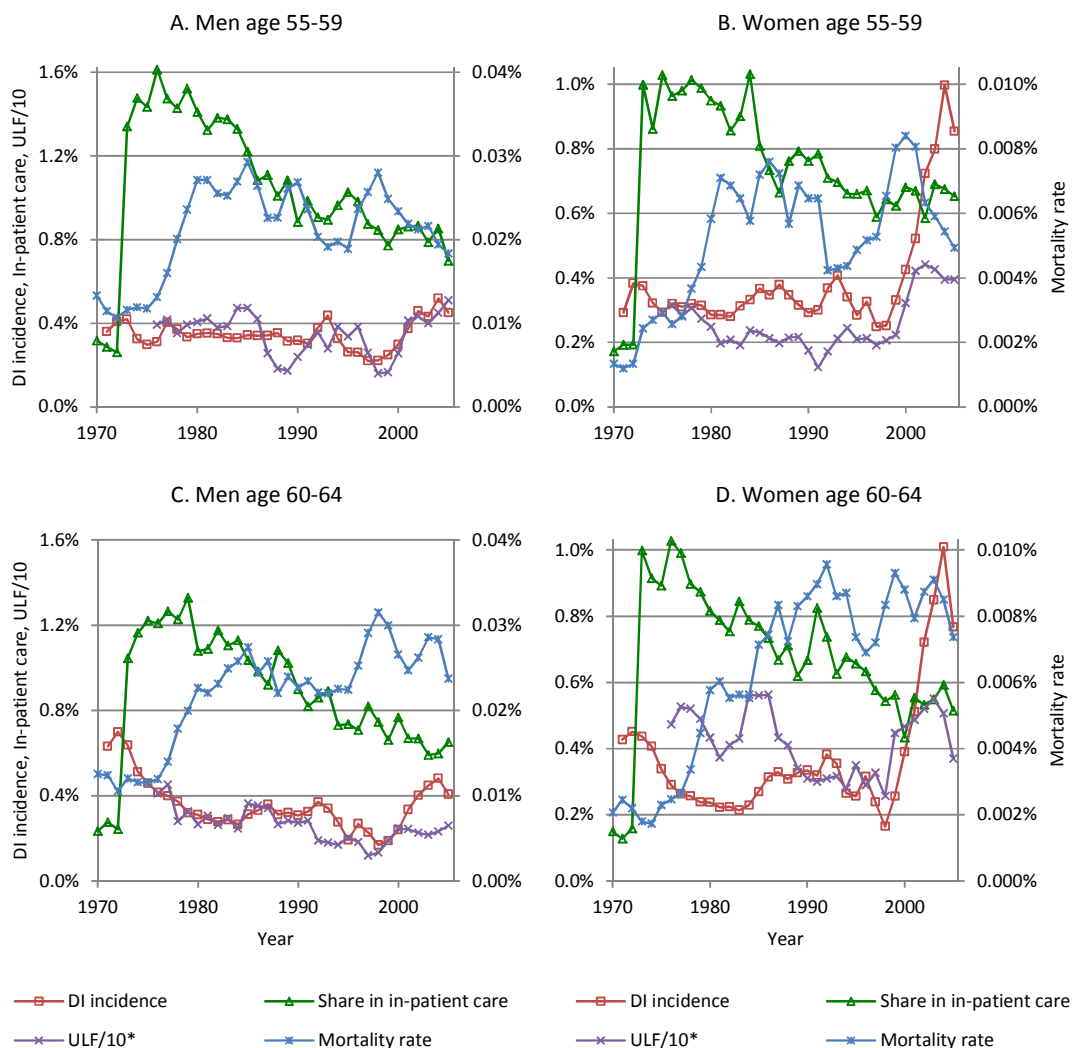 A. Men age 55-59
B. Women age 55-59
DI incidence, In-patient care, ULF/10
1.6%
1.2%
0.8%
0.4%
0.0%
0.04%
0.03%
0.02%
0.01%
0.00%
1970 1980 1990 2000
1.0%
0.8%
0.6%
0.4%
0.2%
0.0%
0.010%
0.008%
0.006%
0.004%
0.002%
0.000%
Mortality rate
1970 1980 1990 2000
C. Men age 60-64
D. Women age 60-64
DI incidence, In-patient care, ULF/10
1.6%
1.2%
0.8%
0.4%
0.0%
0.04%
0.03%
0.02%
0.01%
0.00%
1970 1980 1990 2000
Year
1.0%
0.8%
0.6%
0.4%
0.2%
0.0%
0.010%
0.008%
0.006%
0.004%
0.002%
0.000%
Mortality rate
1970 1980 1990 2000
Year
DI incidence Share in in-patient care
ULF/10* Mortality rate
DI incidence Share in in-patient care
ULF/10* Mortality rate